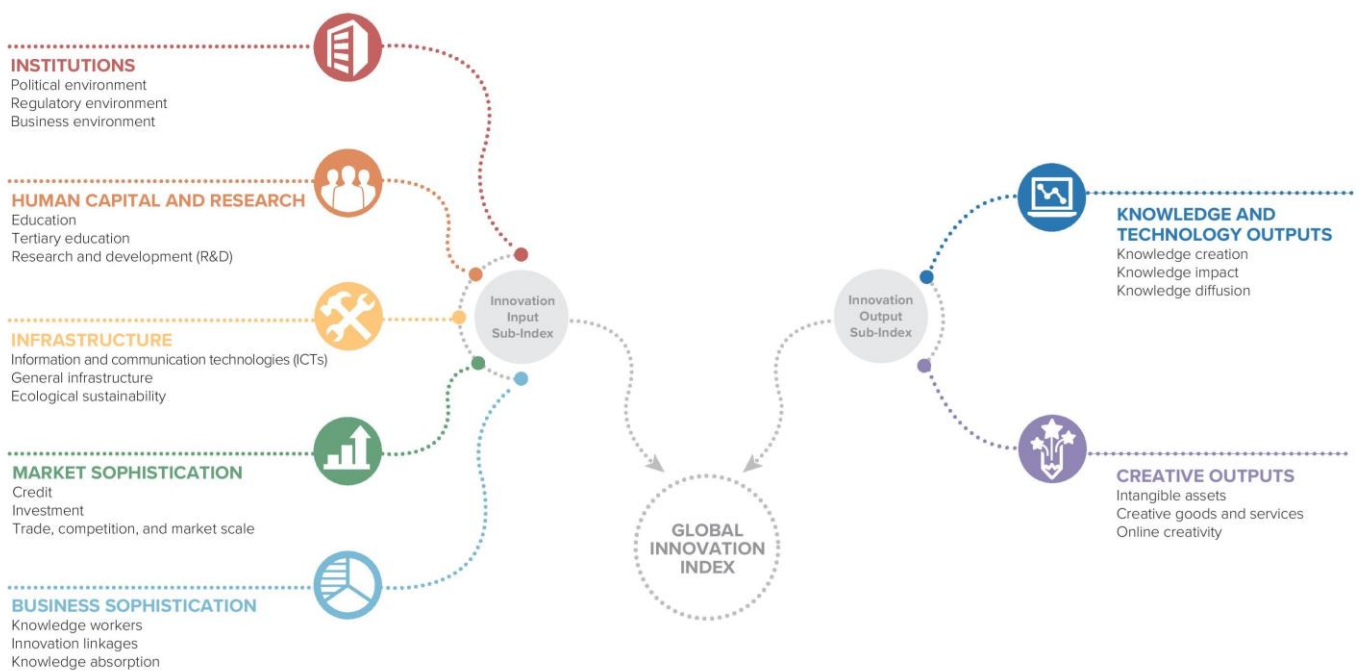 INSTITUTIONS
Political environment
Regulatory environment
Business environment
HUMAN CAPITAL AND RESEARCH
Education
Tertiary education
Research and development (R&D)
INFRASTRUCTURE
Information and communication technologies (ICTs)
General infrastructure
Ecological sustainability
MARKET SOPHISTICATION
Credit
Investment
Trade, competition, and market scale
BUSINESS SOPHISTICATION
Knowledge workers
Innovation linkages
Knowledge absorption
Innovation
Input
Sub-Index
Innovation
Output
Sub-Index
GLOBAL
INNOVATION
INDEX
KNOWLEDGE AND
TECHNOLOGY OUTPUTS
Knowledge creation
Knowledge impact
Knowledge diffusion
CREATIVE OUTPUTS
Intangible assets
Creative goods and services
Online creativity